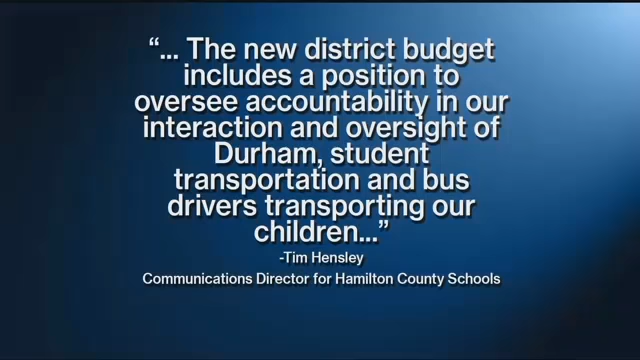 “... The new district budget
includes a position to
oversee accountability in our
interaction and oversight of
Durham, student
transportation and bus
drivers transporting our
children...”
-Tim Hensley
Communications Director for Hamilton County Schools